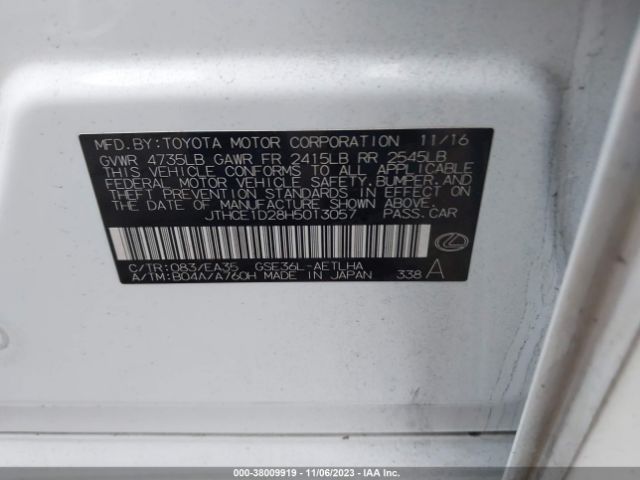 MFD.BY:TOYOTA MOTOR CORPORATION 11/16
GVWR 4735LB GAWR FR 2415LB RR 2545LB
THIS VEHICLE CONFORMS TO ALL APPLICABLE
FEDERAL MOTOR VEHICLE SAFETY,BUMPER,AND
THEFT PREVENTION STANDARDS IN EFFECT ON
THE DATE OF MANUFACTURE SHOWN ABOVE.
JTHCE1D28H5013057 PASS.CAR
C/TR:083/EA35 GSE36L-AETLHA
A/TM:B04A/A760H MADE IN JAPAN 338 A
000-38009919 - 11/06/2023 - IAA Inc.